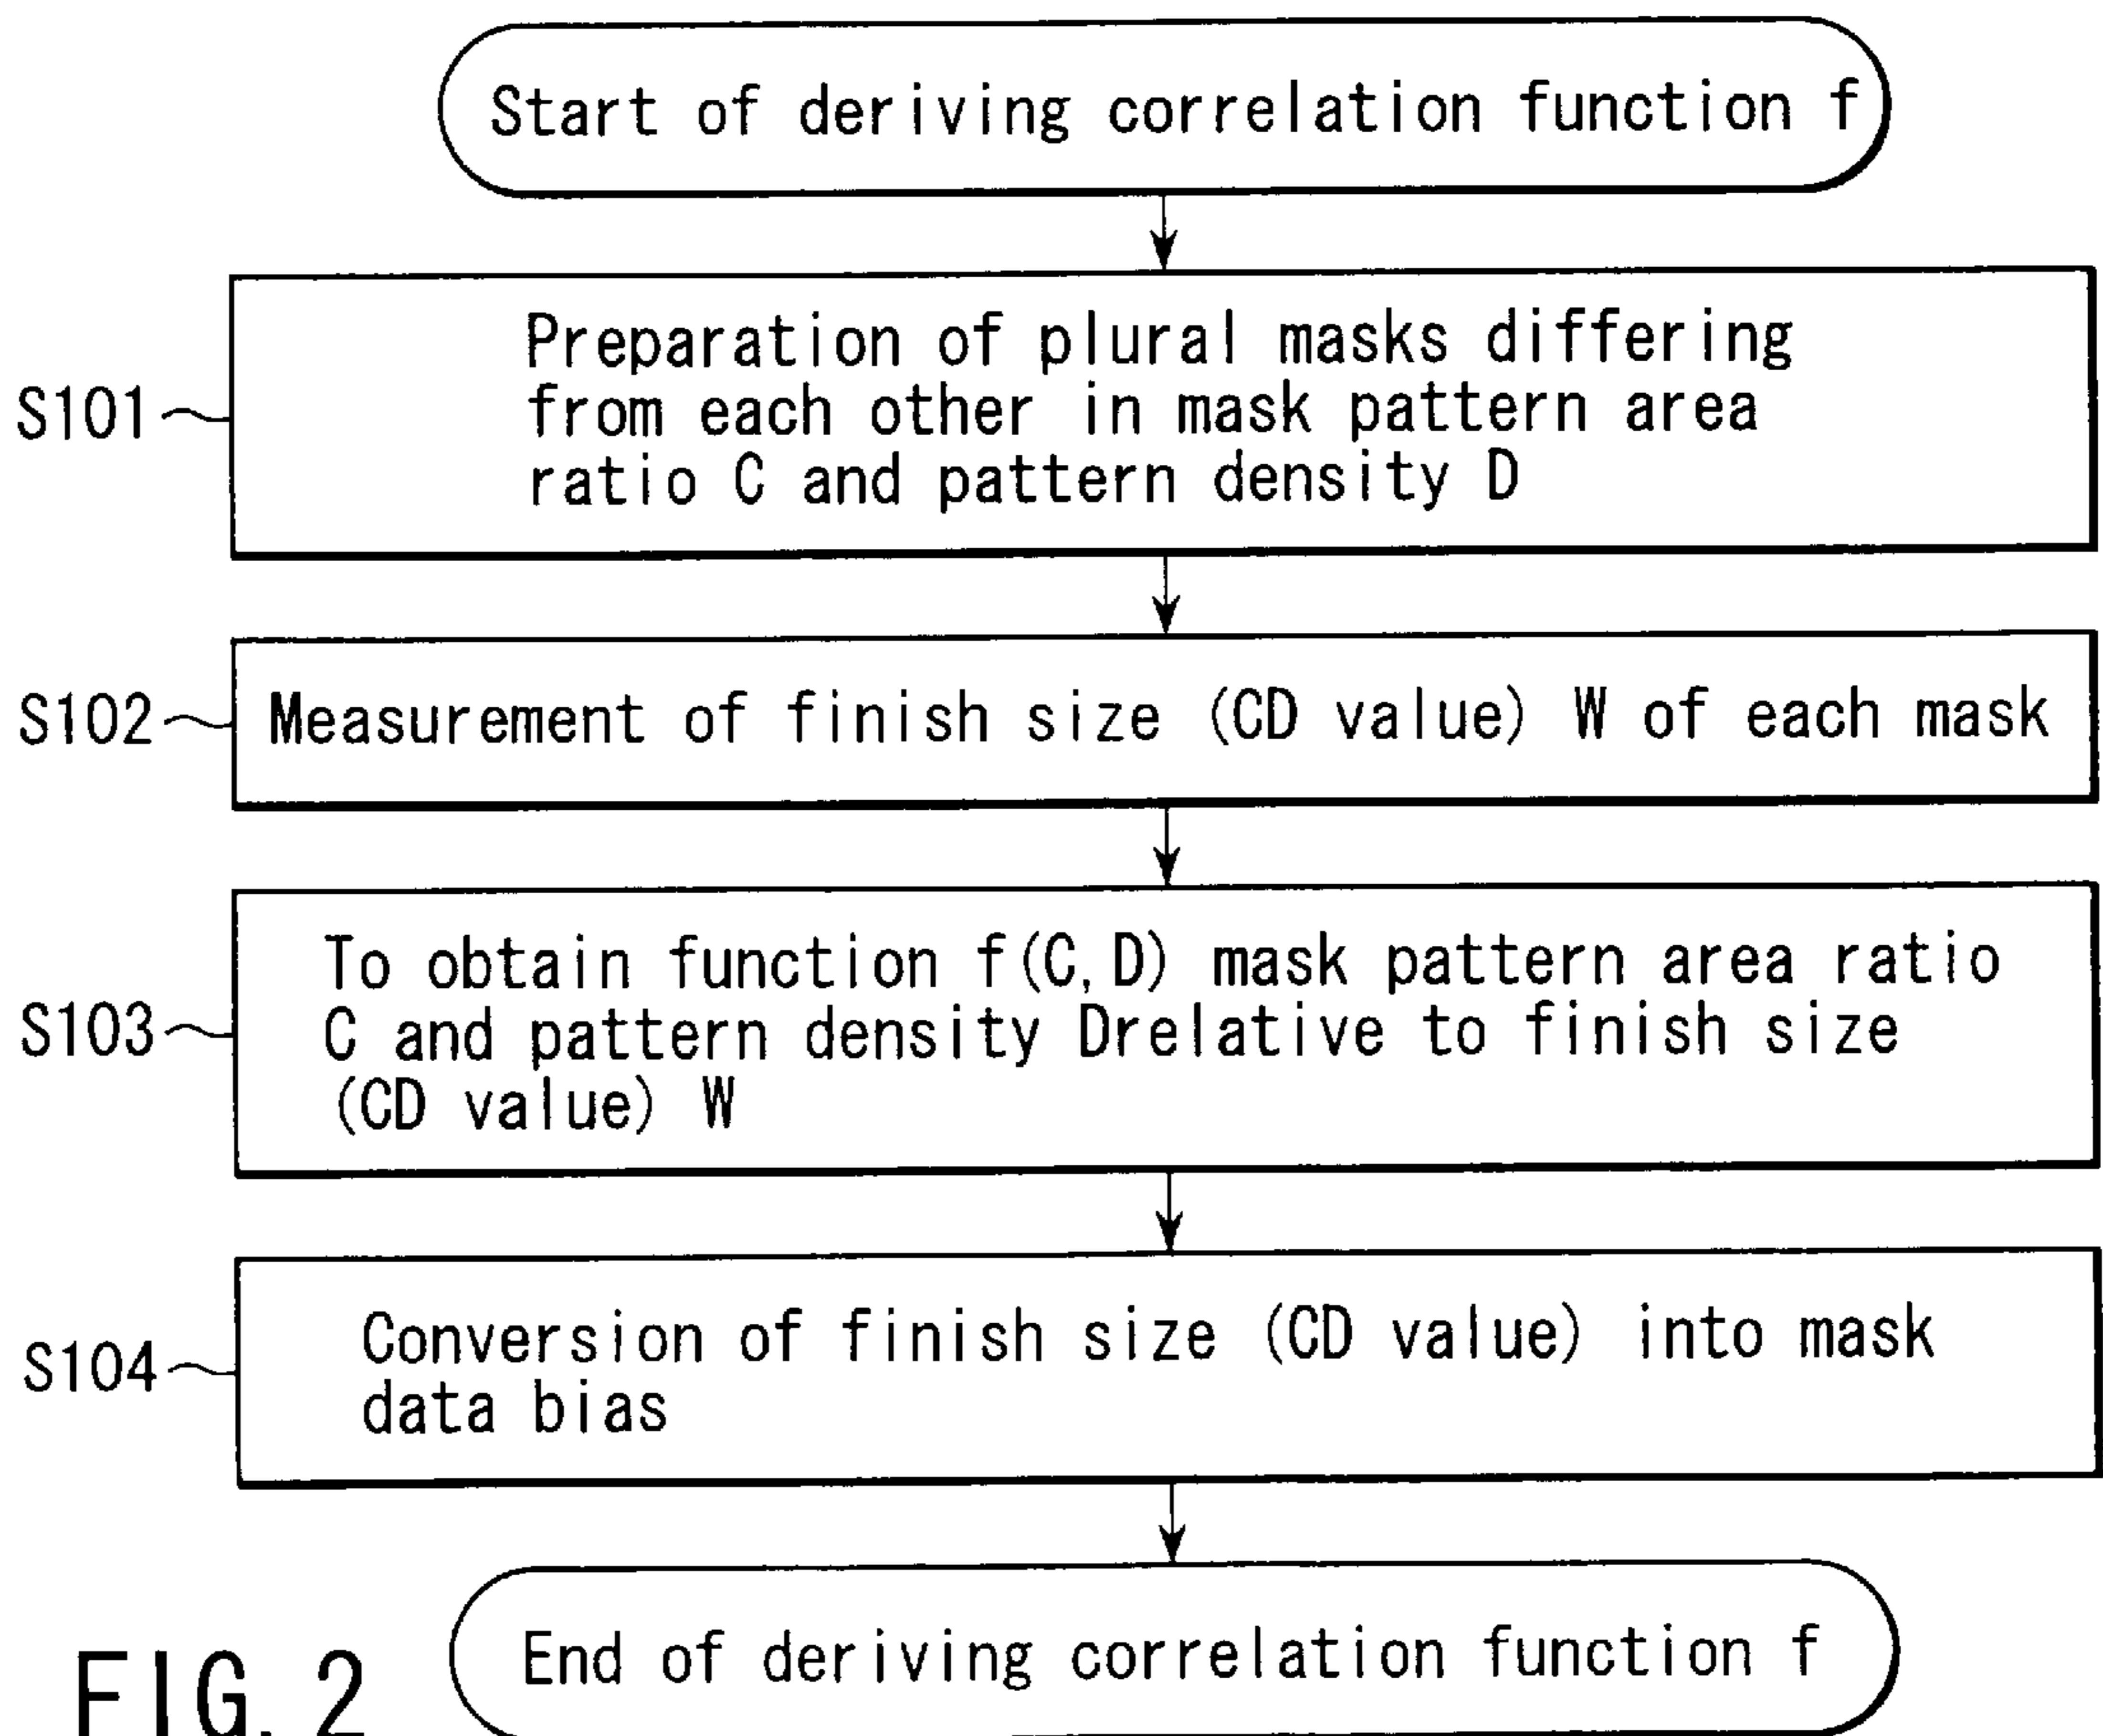 Start of deriving correlation function f
S101
Preparation of plural masks differing
from each other in mask pattern area
ratio C and pattern density D
S102
Measurement of finish size (CD value) W of each mask
S103
To obtain function f(C,D) mask pattern area ratio
C and pattern density Drelative to finish size
(CD value) W
S104
Conversion of finish size (CD value) into mask
data bias
End of deriving correlation function f
FIG. 2